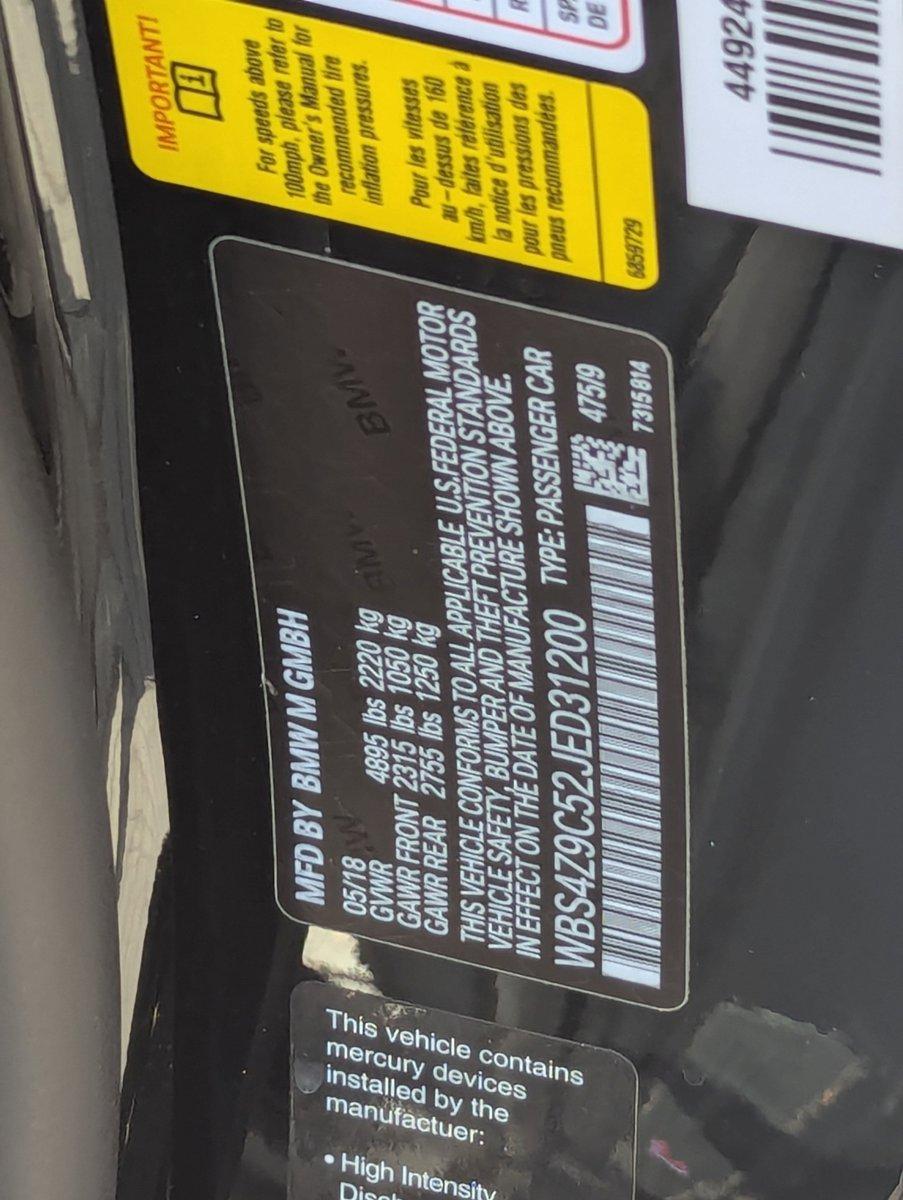 IMPORTANT!
For speeds above
100mph, please refer to
the Owner's Manual for
recommended tire
inflation pressures.
Pour les vitesses
au-dessus de 160
km/h, faites référence à
la notice d'utilisation
pour les pressions des
pneus recommandées.
6859729
44924
MFD BY BMW M GMBH
05/18
GVWR 4895 lbs 2220 kg
GAWR FRONT 2315 lbs 1050 kg
GAWR REAR 2755 lbs 1250 kg
THIS VEHICLE CONFORMS TO ALL APPLICABLE U.S.FEDERAL MOTOR
VEHICLE SAFETY, BUMPER AND THEFT PREVENTION STANDARDS
IN EFFECT ON THE DATE OF MANUFACTURE SHOWN ABOVE.
WBS4Z9C52JED31200 TYPE: PASSENGER CAR
475/9
7315814
BMW
BMW
This vehicle contains
mercury devices
installed by the
manufactuer:
• High Intensity